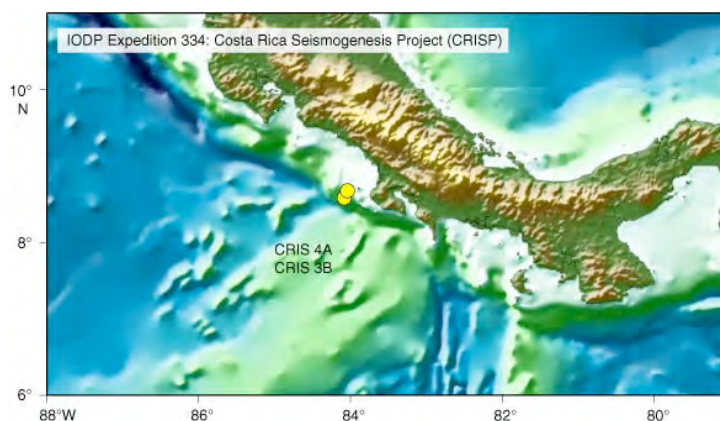 IODP Expedition 334: Costa Rica Seismogenesis Project (CRISP)
10°
N
8°
CRIS 4A
CRIS 3B
6°
88°W
86°
84°
82°
80°